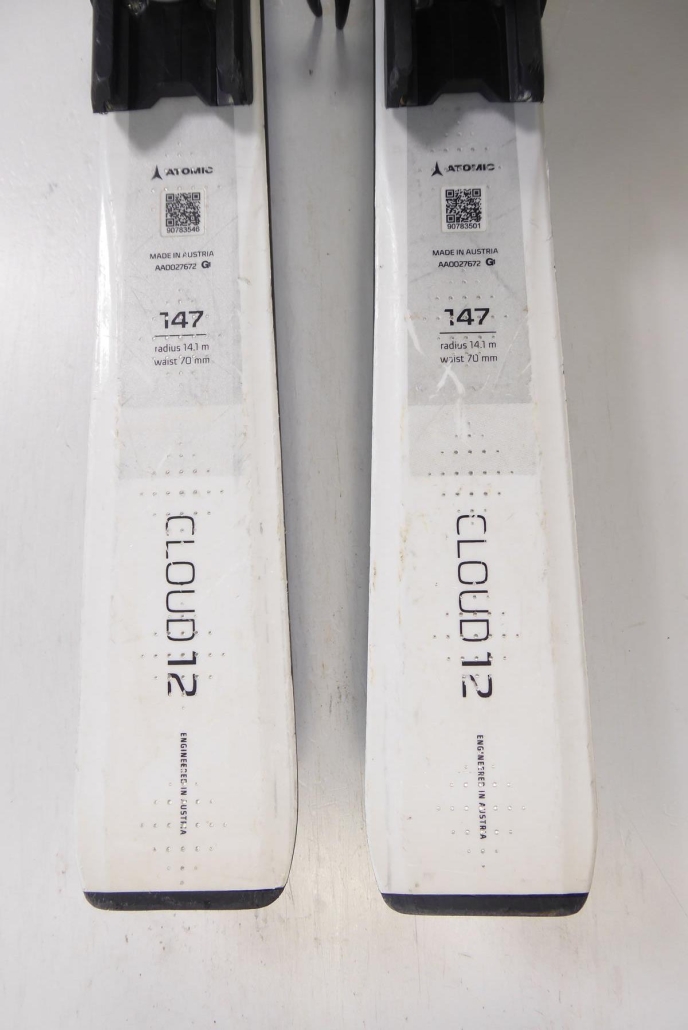 ATOMIC
90783546
MADE IN AUSTRIA
AA0027672
147
radius 14.1 m
waist 70 mm
CLOUD 12
ENGINEERED IN AUSTRIA
ATOMIC
90783501
MADE IN AUSTRIA
AA0027672
147
radius 14.1 m
waist 70 mm
CLOUD 12
ENGINEERED IN AUSTRIA